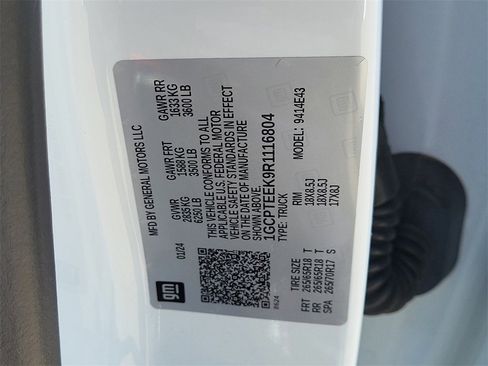 MFD BY GENERAL MOTORS LLC
01/24
GVWR
2835 KG
6250 LB
GAWR FRT
1588 KG
3500 LB
GAWR RR
1633 KG
3600 LB
THIS VEHICLE CONFORMS TO ALL
APPLICABLE U.S. FEDERAL MOTOR
VEHICLE SAFETY STANDARDS IN EFFECT
ON THE DATE OF MANUFACTURE
SHOWN ABOVE.
1GCPTEEK9R1116804
TYPE: TRUCK
MODEL: 9414E43
gm
TIRE SIZE RIM
FRT 265/65R18 T 18X8.5J
RR 265/65R18 T 18X8.5J
SPA 265/70R17 S 17X8J